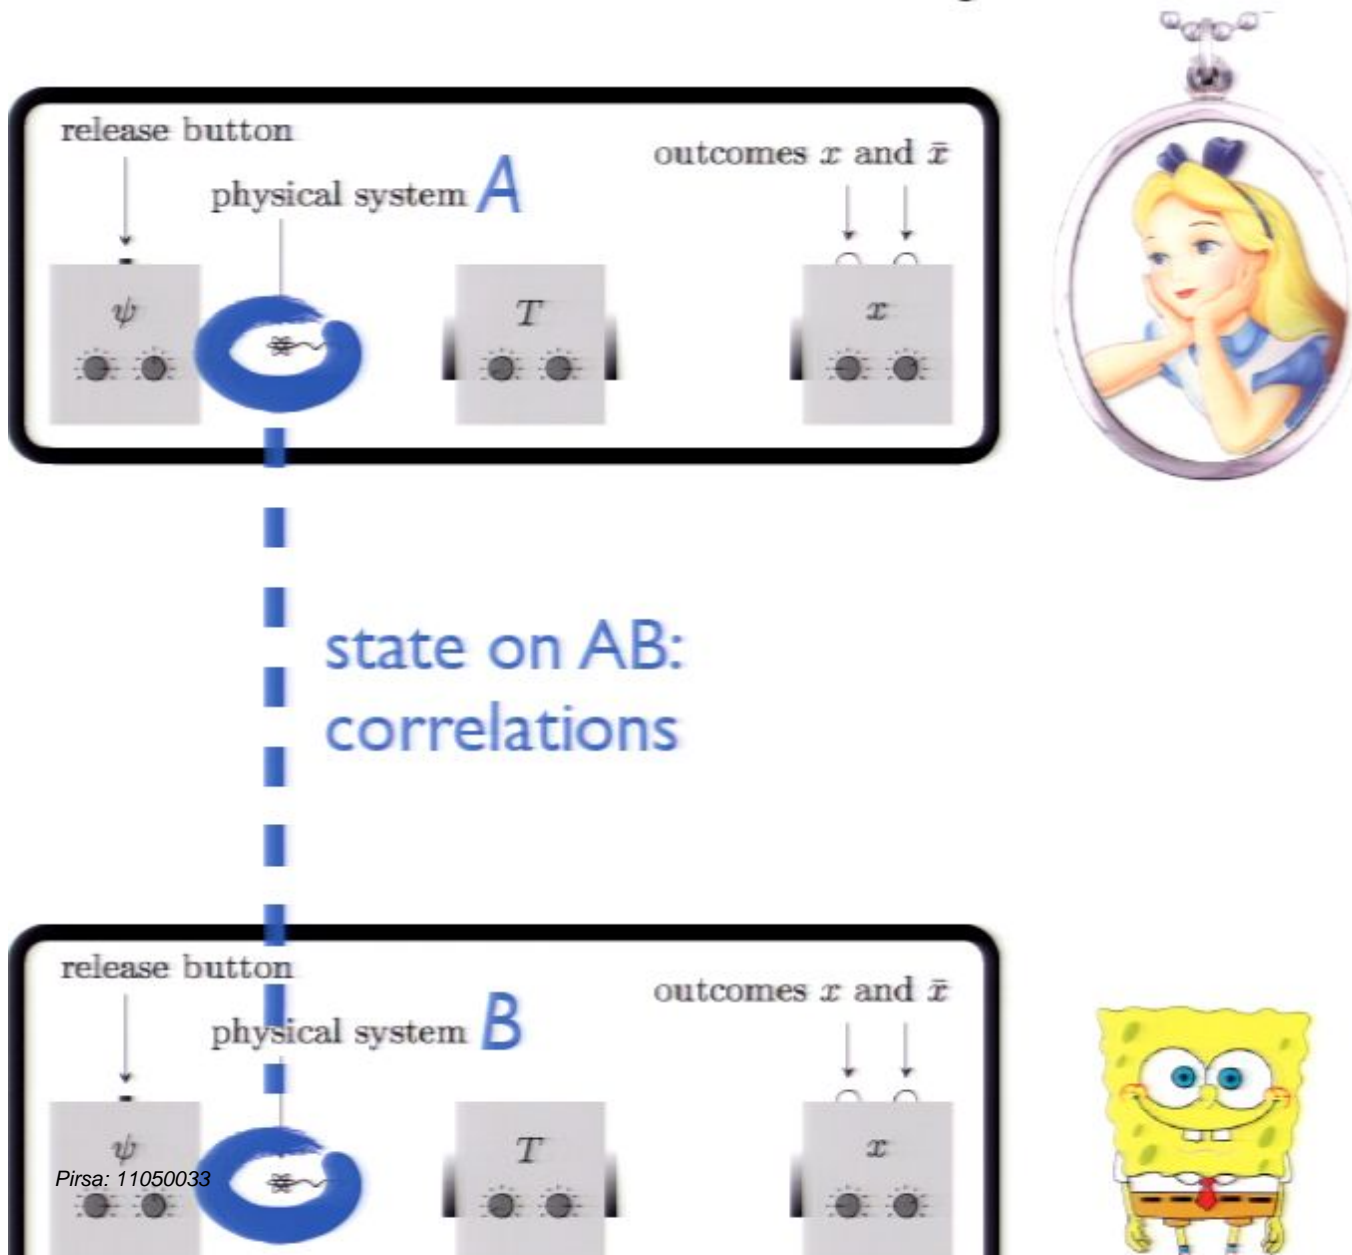 release button
outcomes x and x̄
physical system A
ψ
T
x
state on AB:
correlations
release button
outcomes x and x̄
physical system B
ψ
T
x
Pirsa: 11050033